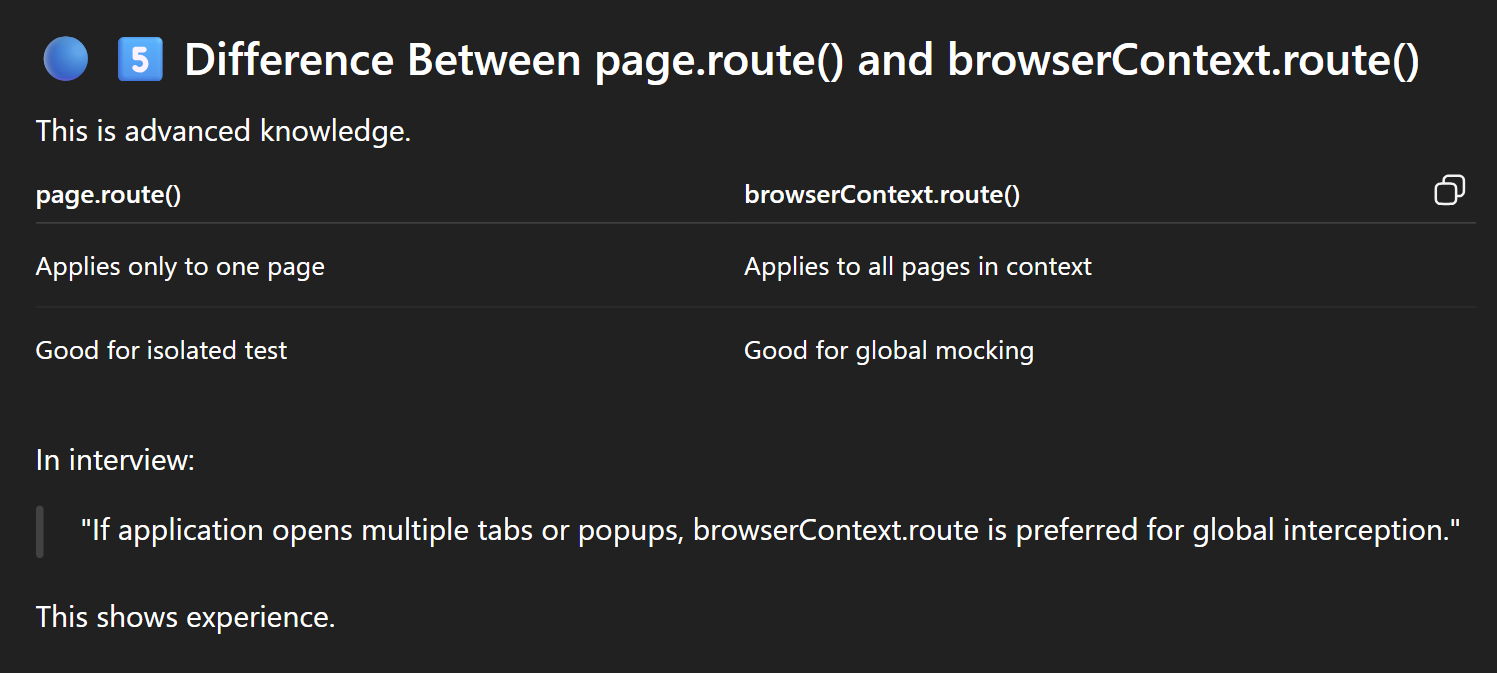 5 Difference Between page.route() and browserContext.route()
This is advanced knowledge.
page.route() browserContext.route()
Applies only to one page Applies to all pages in context
Good for isolated test Good for global mocking
In interview:
"If application opens multiple tabs or popups, browserContext.route is preferred for global interception."
This shows experience.